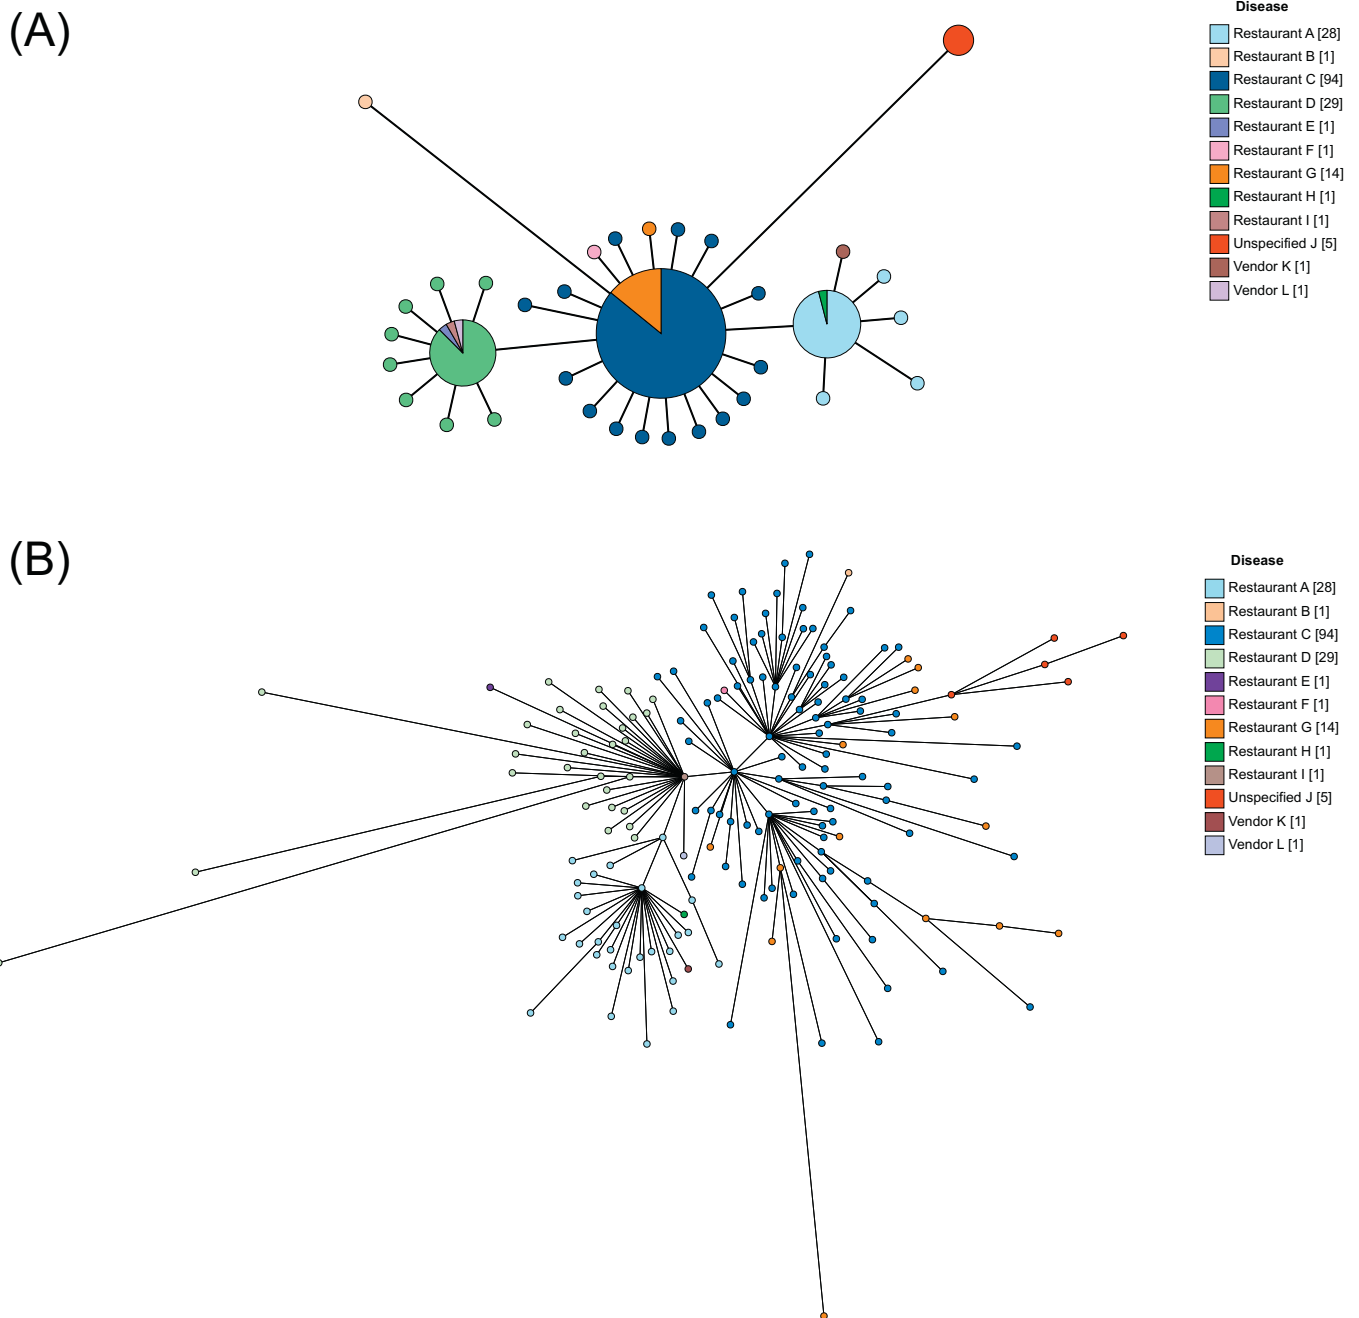 (A)
Disease
Restaurant A [28]
Restaurant B [1]
Restaurant C [94]
Restaurant D [29]
Restaurant E [1]
Restaurant F [1]
Restaurant G [14]
Restaurant H [1]
Restaurant I [1]
Unspecified J [5]
Vendor K [1]
Vendor L [1]
(B)
Disease
Restaurant A [28]
Restaurant B [1]
Restaurant C [94]
Restaurant D [29]
Restaurant E [1]
Restaurant F [1]
Restaurant G [14]
Restaurant H [1]
Restaurant I [1]
Unspecified J [5]
Vendor K [1]
Vendor L [1]